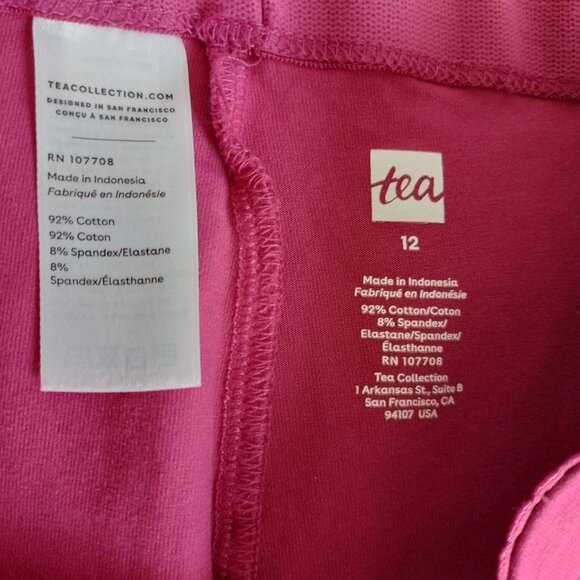 TEACOLLECTION.COM
DESIGNED IN SAN FRANCISCO
CONÇU À SAN FRANCISCO
RN 107708
Made in Indonesia
Fabriqué en Indonésie
92% Cotton
92% Coton
8% Spandex/Elastane
8%
Spandex/Élasthanne
tea
12
Made in Indonesia
Fabriqué en Indonésie
92% Cotton/Coton
8% Spandex/
Elastane/Spandex/
Élasthanne
RN 107708
Tea Collection
1 Arkansas St., Suite B
San Francisco, CA
94107 USA